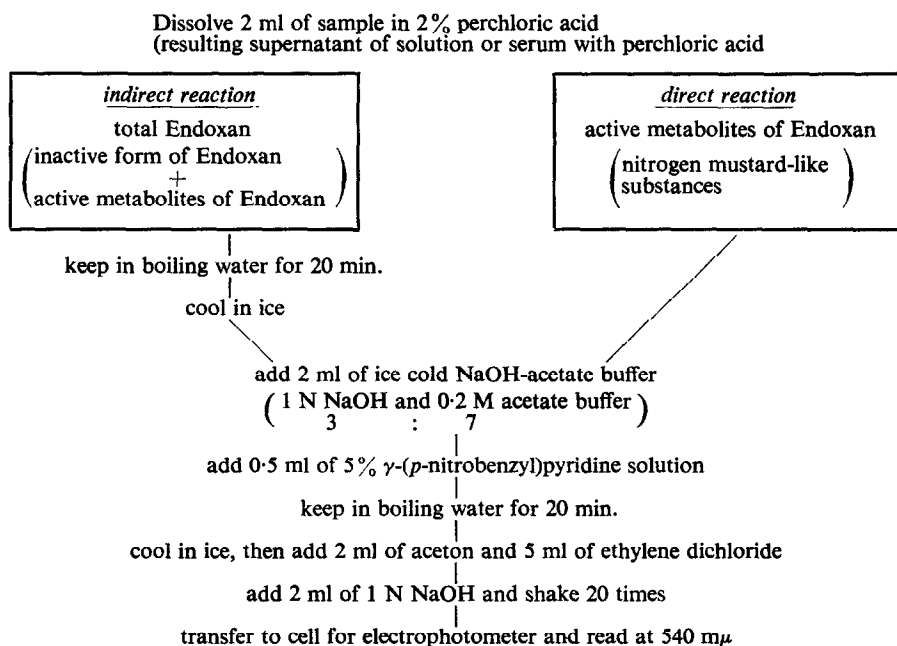 Dissolve 2 ml of sample in 2% perchloric acid
(resulting supernatant of solution or serum with perchloric acid
indirect reaction
total Endoxan
(inactive form of Endoxan
+
active metabolites of Endoxan)
direct reaction
active metabolites of Endoxan
(nitrogen mustard-like
substances)
keep in boiling water for 20 min.
cool in ice
add 2 ml of ice cold NaOH-acetate buffer
(1 N NaOH and 0·2 M acetate buffer)
3 : 7
add 0·5 ml of 5% γ-(p-nitrobenzyl)pyridine solution
keep in boiling water for 20 min.
cool in ice, then add 2 ml of aceton and 5 ml of ethylene dichloride
add 2 ml of 1 N NaOH and shake 20 times
transfer to cell for electrophotometer and read at 540 mμ